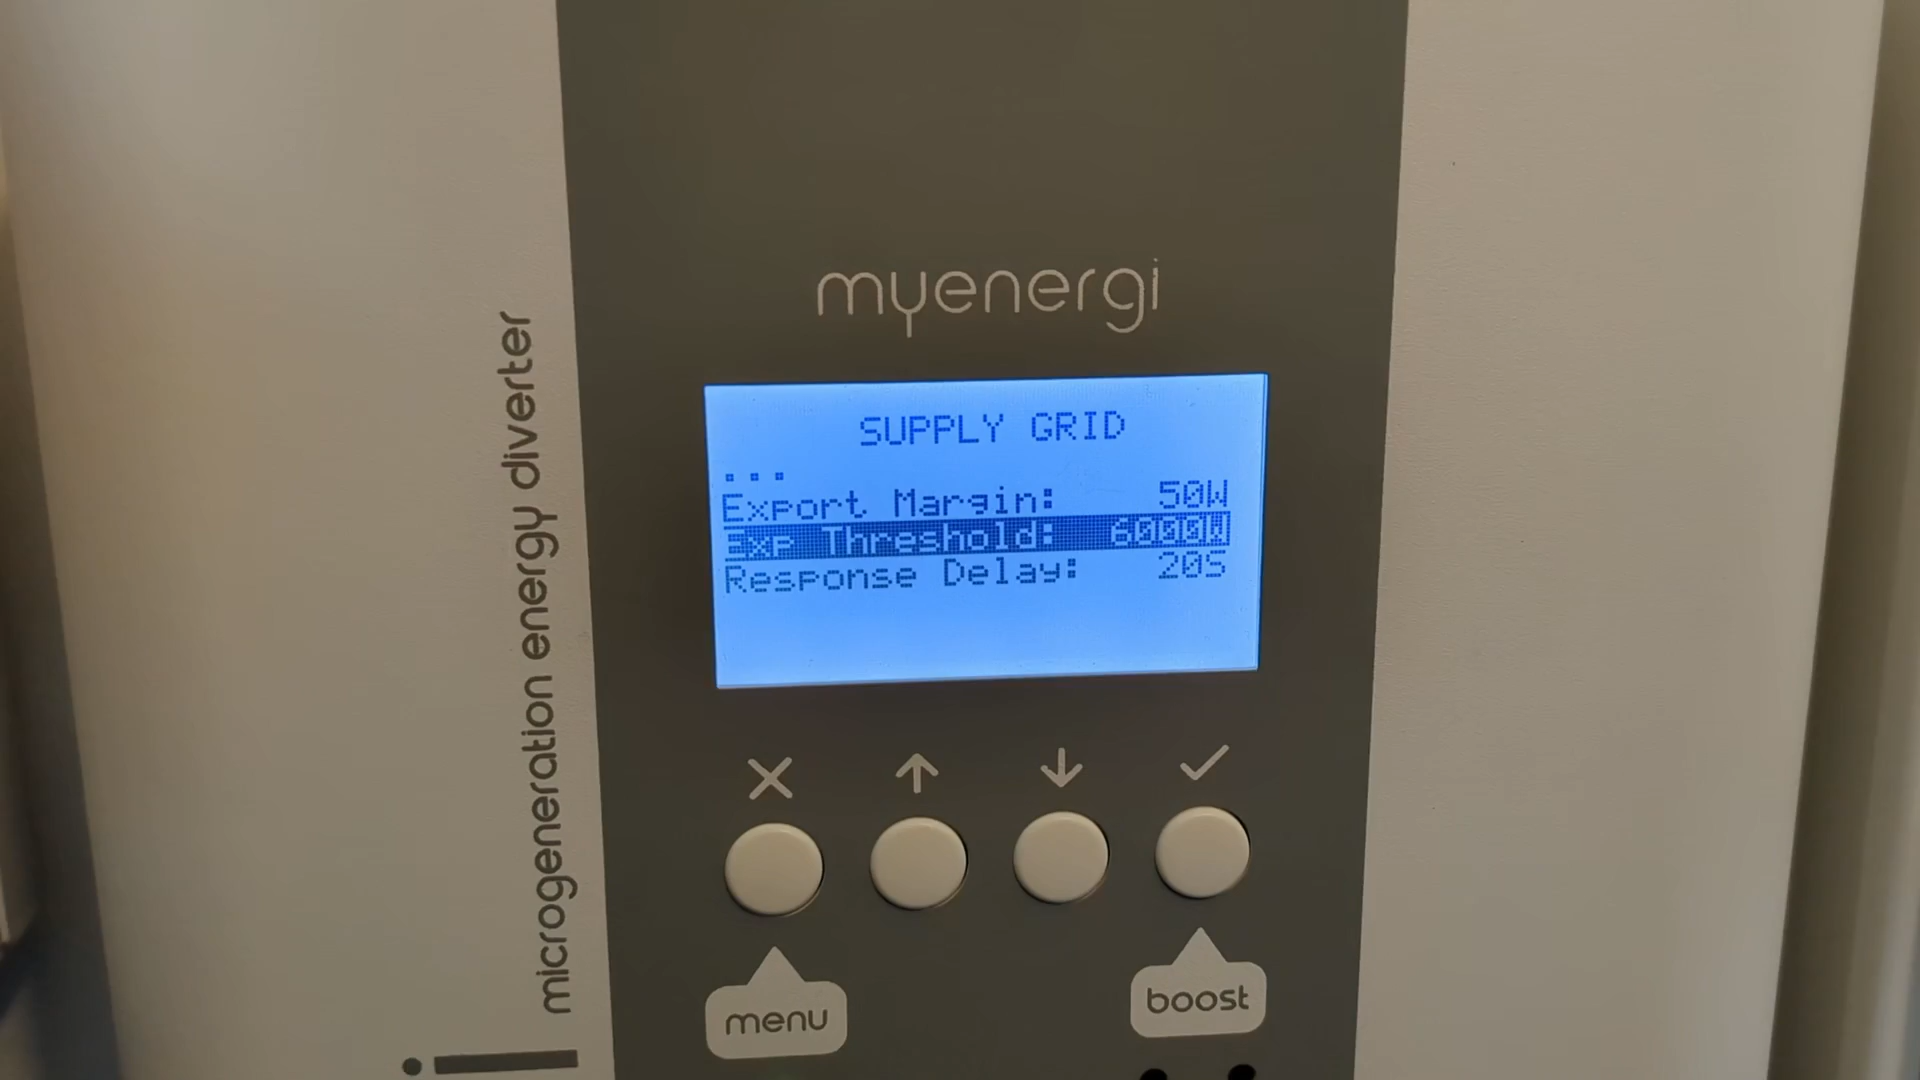 myenergi
SUPPLY GRID
...
Export Margin: 50W
Exp Threshold: 6000W
Response Delay: 20S
menu
boost
microgeneration energy diverter